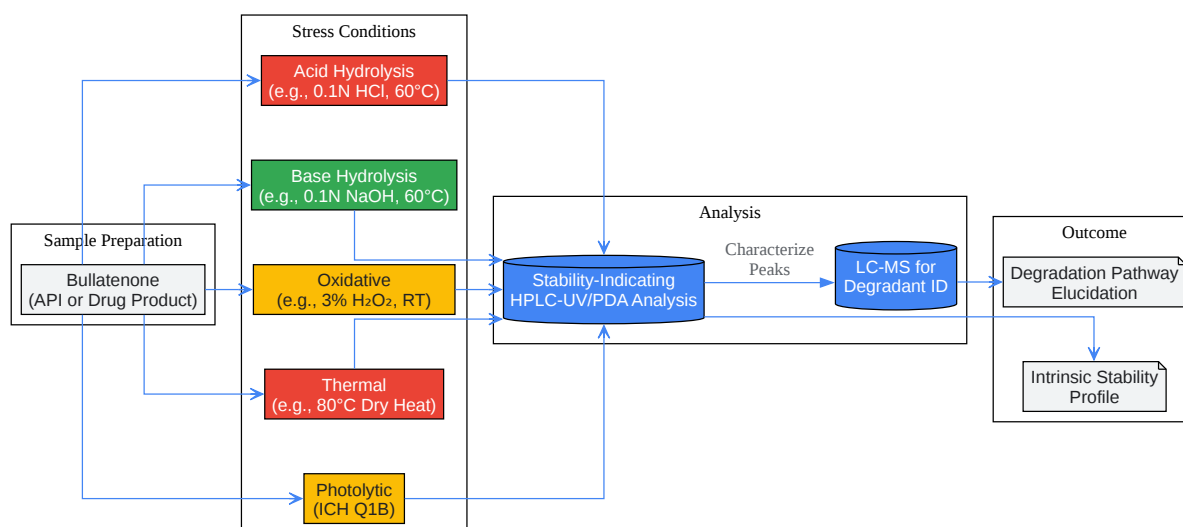 Stress Conditions
Acid Hydrolysis
(e.g., 0.1N HCl, 60°C)
Base Hydrolysis
(e.g., 0.1N NaOH, 60°C)
Sample Preparation
Bullatenone
(API or Drug Product)
Oxidative
(e.g., 3% H₂O₂, RT)
Thermal
(e.g., 80°C Dry Heat)
Photolytic
(ICH Q1B)
Analysis
Stability-Indicating
HPLC-UV/PDA Analysis
Characterize
Peaks
LC-MS for
Degradant ID
Outcome
Degradation Pathway
Elucidation
Intrinsic Stability
Profile